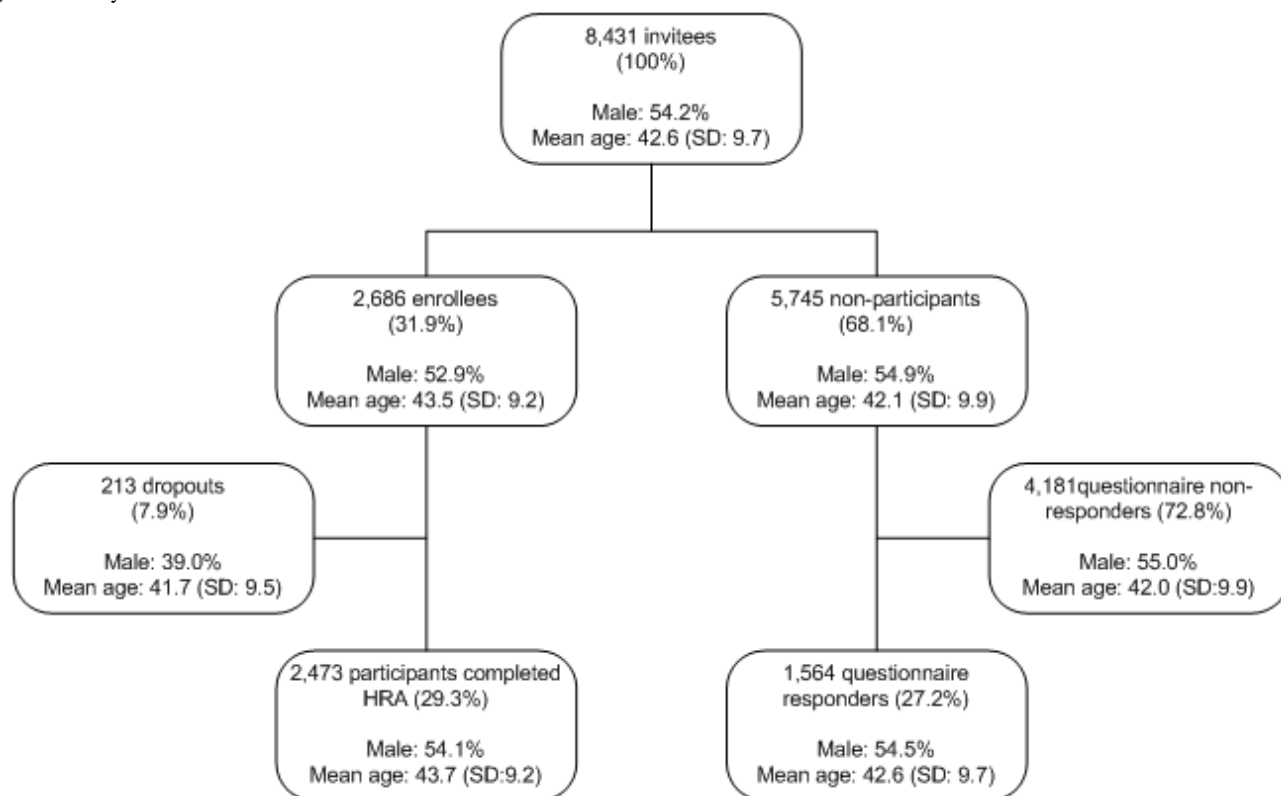 8,431 invitees
(100%)
Male: 54.2%
Mean age: 42.6 (SD: 9.7)
2,686 enrollees
(31.9%)
Male: 52.9%
Mean age: 43.5 (SD: 9.2)
5,745 non-participants
(68.1%)
Male: 54.9%
Mean age: 42.1 (SD: 9.9)
213 dropouts
(7.9%)
Male: 39.0%
Mean age: 41.7 (SD: 9.5)
4,181questionnaire non-
responders (72.8%)
Male: 55.0%
Mean age: 42.0 (SD:9.9)
2,473 participants completed
HRA (29.3%)
Male: 54.1%
Mean age: 43.7 (SD:9.2)
1,564 questionnaire
responders (27.2%)
Male: 54.5%
Mean age: 42.6 (SD: 9.7)